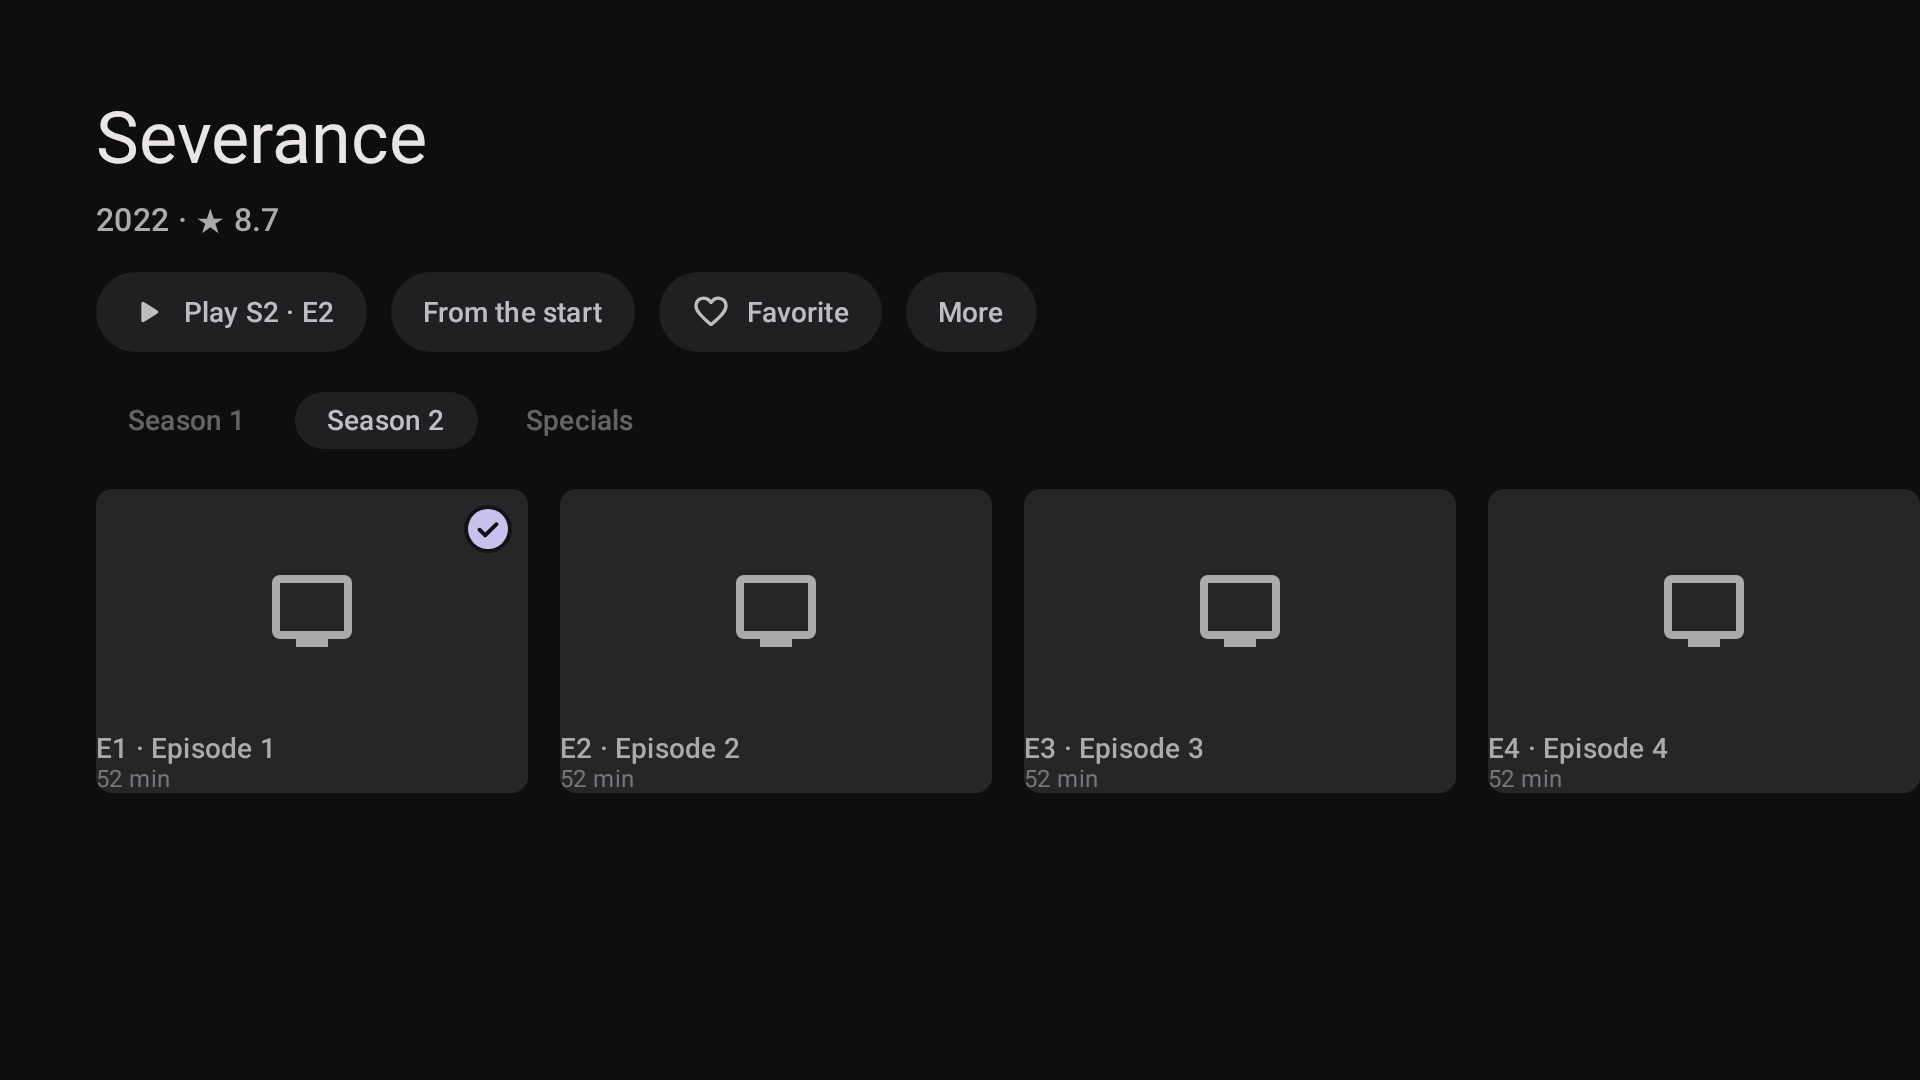 Severance
2022 · ★ 8.7
Play S2 · E2
From the start
Favorite
More
Season 1
Season 2
Specials
E1 · Episode 1
52 min
E2 · Episode 2
52 min
E3 · Episode 3
52 min
E4 · Episode 4
52 min